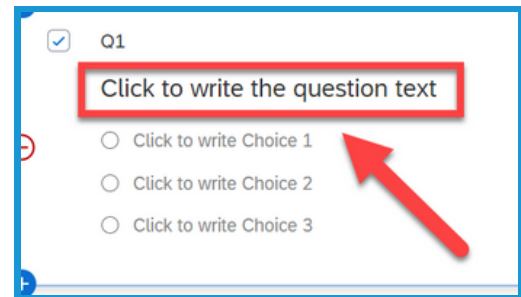 Q1
Click to write the question text
Click to write Choice 1
Click to write Choice 2
Click to write Choice 3